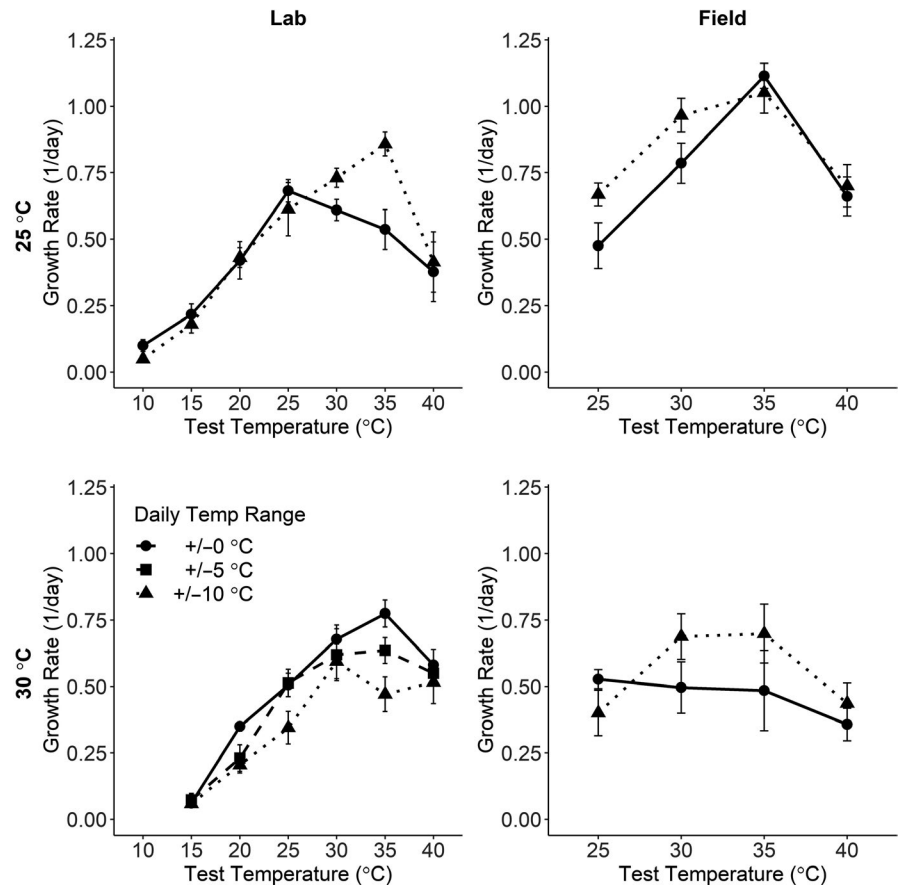 Lab
Field
25 °C
Growth Rate (1/day)
1.25
1.00
0.75
0.50
0.25
0.00
10 15 20 25 30 35 40
Test Temperature (°C)
Growth Rate (1/day)
1.25
1.00
0.75
0.50
0.25
0.00
25 30 35 40
Test Temperature (°C)
30 °C
Growth Rate (1/day)
1.25
1.00
0.75
0.50
0.25
0.00
Daily Temp Range
+/−0 °C
+/−5 °C
+/−10 °C
10 15 20 25 30 35 40
Test Temperature (°C)
Growth Rate (1/day)
1.25
1.00
0.75
0.50
0.25
0.00
25 30 35 40
Test Temperature (°C)